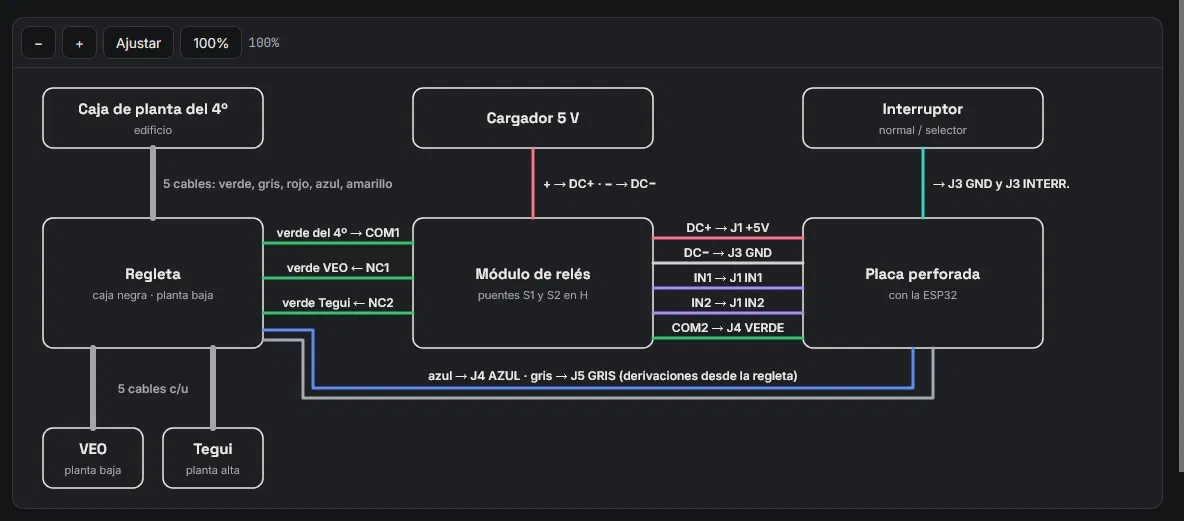 − + Ajustar 100% 100%
Caja de planta del 4º
edificio
Cargador 5 V
Interruptor
normal / selector
5 cables: verde, gris, rojo, azul, amarillo
+ → DC+ · − → DC−
→ J3 GND y J3 INTERR.
Regleta
caja negra · planta baja
verde del 4º → COM1
verde VEO ← NC1
verde Tegui ← NC2
Módulo de relés
puentes S1 y S2 en H
DC+ → J1 +5V
DC− → J3 GND
IN1 → J1 IN1
IN2 → J1 IN2
COM2 → J4 VERDE
Placa perforada
con la ESP32
azul → J4 AZUL · gris → J5 GRIS (derivaciones desde la regleta)
5 cables c/u
VEO
planta baja
Tegui
planta alta